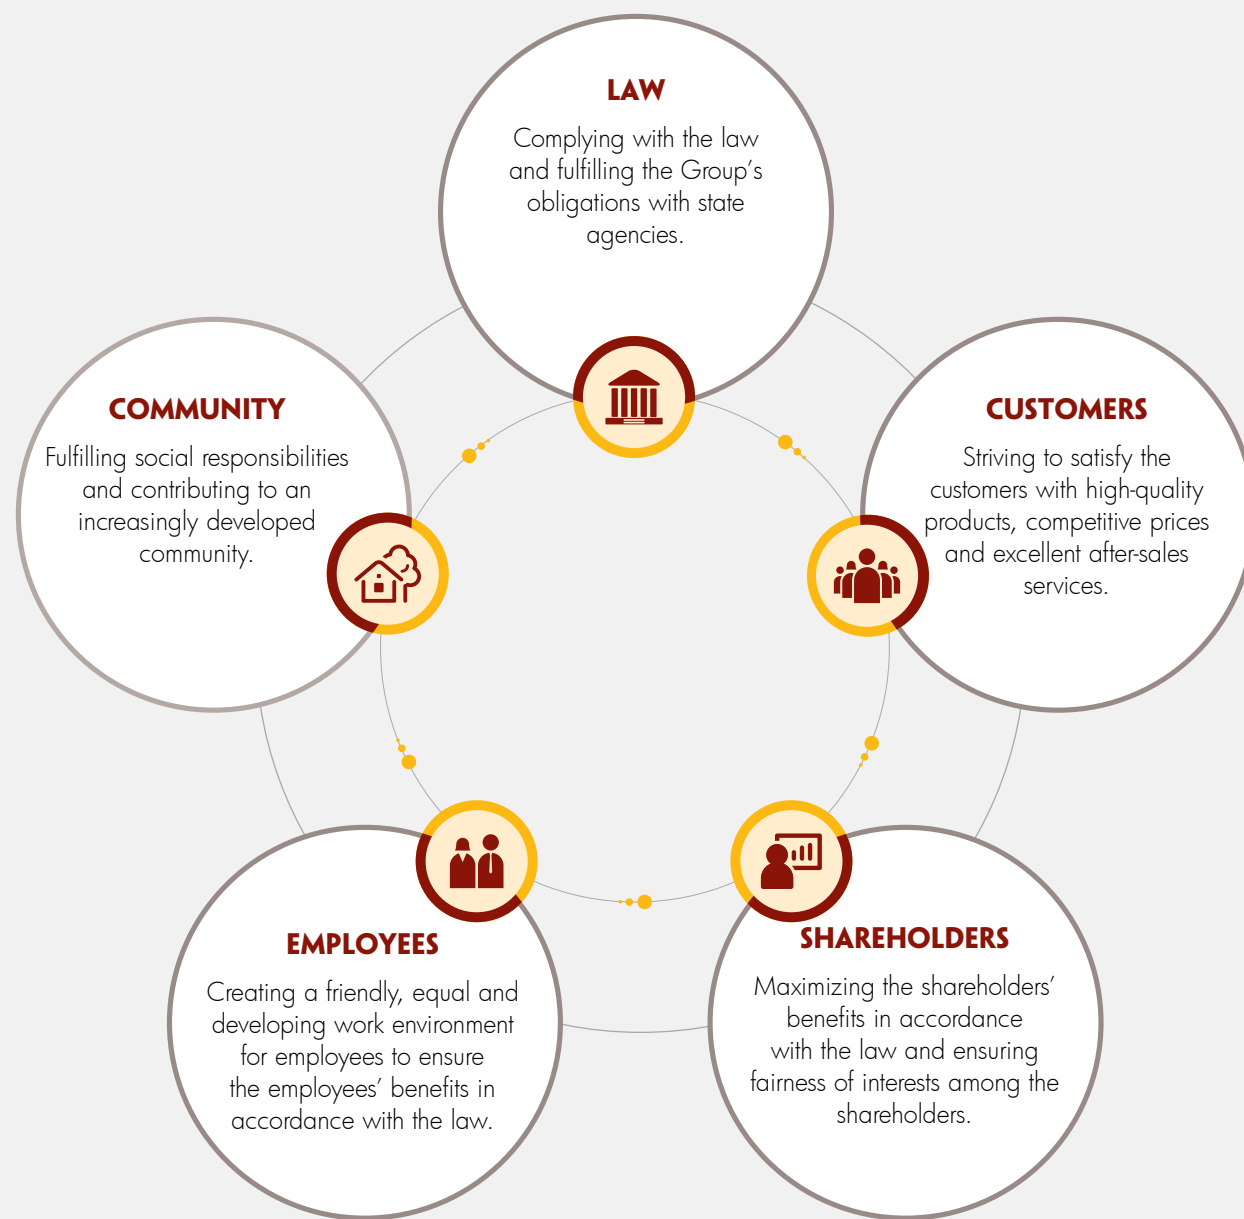 LAW
Complying with the law
and fulfilling the Group’s
obligations with state
agencies.
COMMUNITY
Fulfilling social responsibilities
and contributing to an
increasingly developed
community.
CUSTOMERS
Striving to satisfy the
customers with high-quality
products, competitive prices
and excellent after-sales
services.
EMPLOYEES
Creating a friendly, equal and
developing work environment
for employees to ensure
the employees’ benefits in
accordance with the law.
SHAREHOLDERS
Maximizing the shareholders’
benefits in accordance
with the law and ensuring
fairness of interests among the
shareholders.